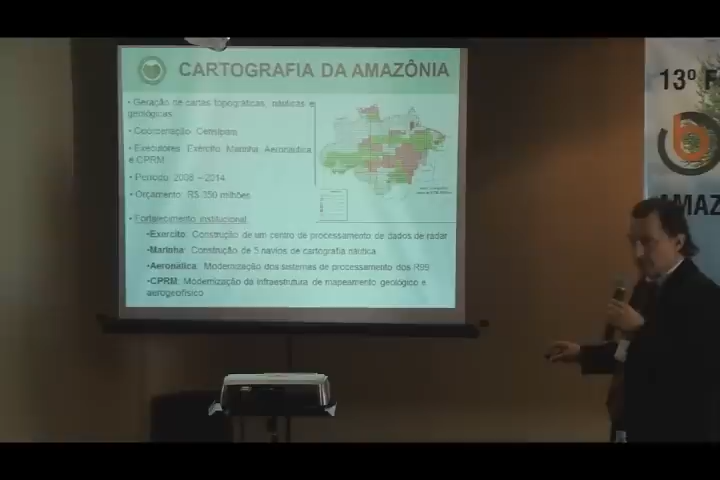 CARTOGRAFIA DA AMAZÔNIA
• Geração de cartas topográficas, náuticas e
geológicas
• Coordenação: Censipam
• Executores: Exército, Marinha, Aeronáutica
e CPRM
• Período: 2008 – 2014
• Orçamento: R$ 350 milhões
• Fortalecimento institucional
•Exército: Construção de um centro de processamento de dados de radar
•Marinha: Construção de 5 navios de cartografia náutica
•Aeronáutica: Modernização dos sistemas de processamento dos R99
•CPRM: Modernização da infraestrutura de mapeamento geológico e
aerogeofísico
13º F
AMAZ